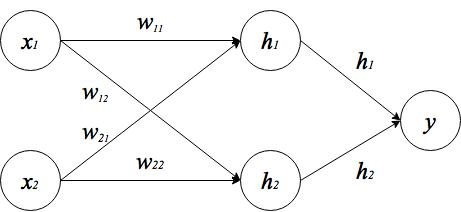 w₁₁
x₁ h₁
h₁
w₁₂
y
w₂₁
w₂₂
h₂
x₂ h₂